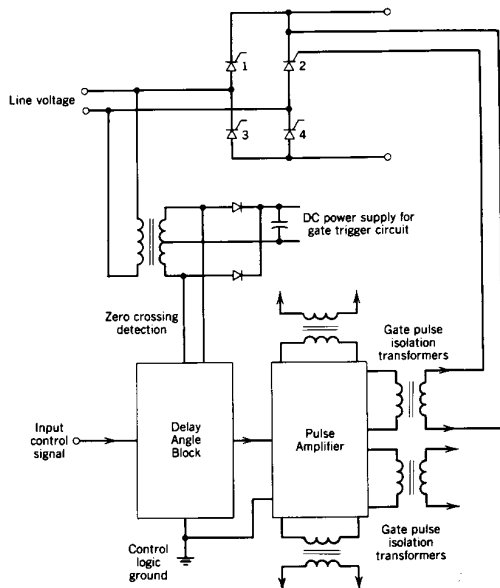 1
2
Line voltage
3
4
DC power supply for
gate trigger circuit
Zero crossing
detection
Gate pulse
isolation
transformers
Input
control
signal
Delay
Angle
Block
Pulse
Amplifier
Control
logic
ground
Gate pulse
isolation
transformers